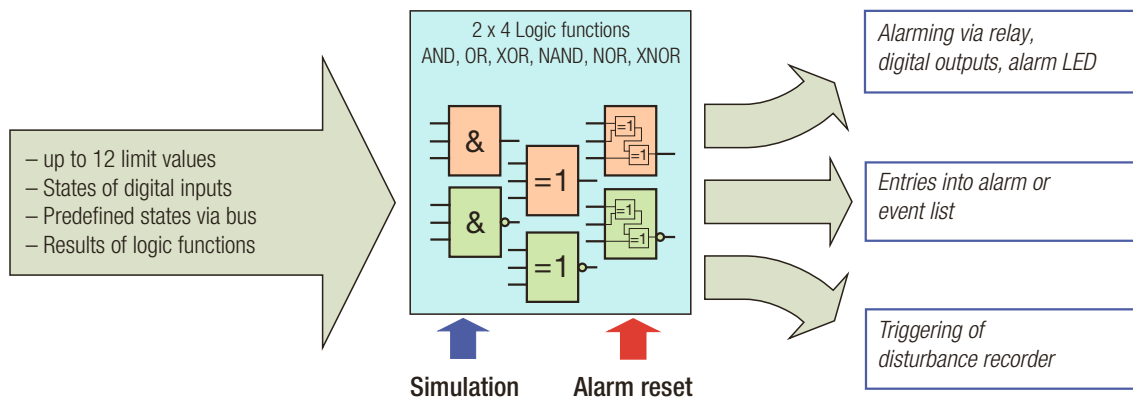 – up to 12 limit values
– States of digital inputs
– Predefined states via bus
– Results of logic functions
2 x 4 Logic functions
AND, OR, XOR, NAND, NOR, XNOR
&
=1
=1
=1
&
=1
=1
=1
Simulation
Alarm reset
Alarming via relay,
digital outputs, alarm LED
Entries into alarm or
event list
Triggering of
disturbance recorder